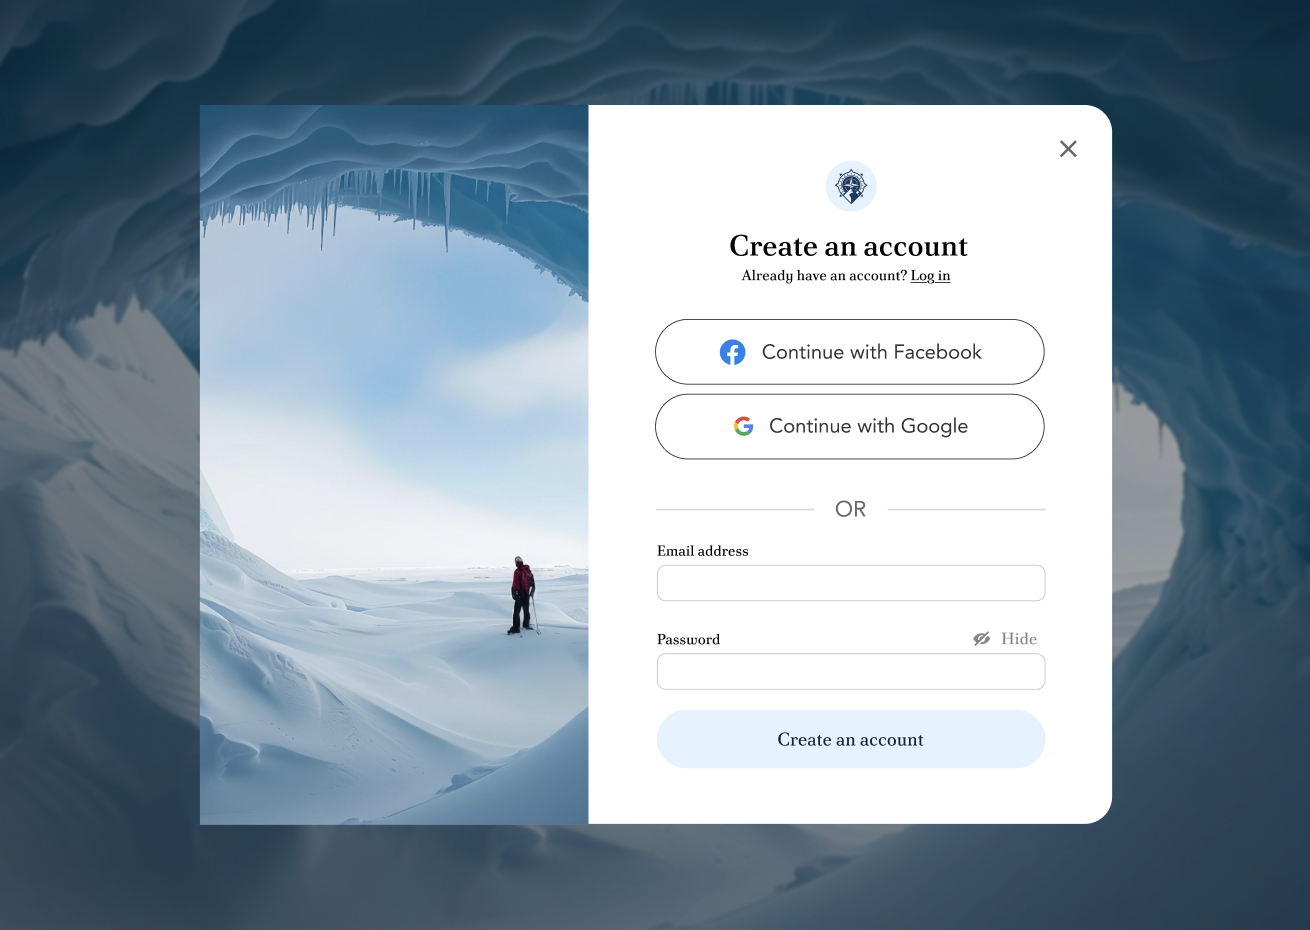 Create an account
Already have an account? Log in
Continue with Facebook
Continue with Google
OR
Email address
Password
Hide
Create an account